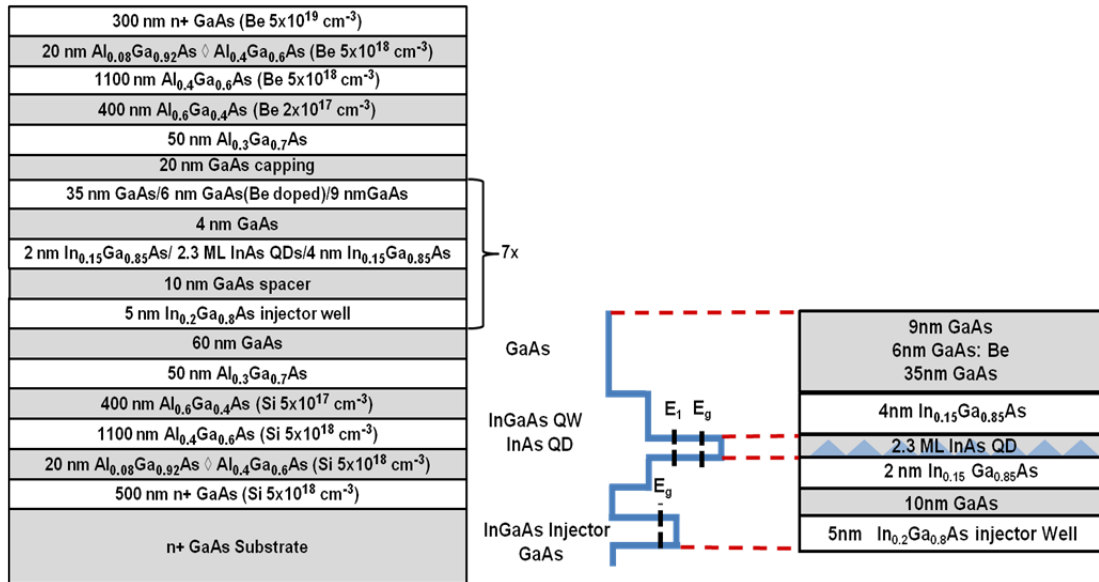 300 nm n+ GaAs (Be 5x10¹⁹ cm⁻³)
20 nm Al₀.₀₈Ga₀.₉₂As ◊ Al₀.₄Ga₀.₆As (Be 5x10¹⁸ cm⁻³)
1100 nm Al₀.₄Ga₀.₆As (Be 5x10¹⁸ cm⁻³)
400 nm Al₀.₆Ga₀.₄As (Be 2x10¹⁷ cm⁻³)
50 nm Al₀.₃Ga₀.₇As
20 nm GaAs capping
35 nm GaAs/6 nm GaAs(Be doped)/9 nmGaAs
4 nm GaAs
2 nm In₀.₁₅Ga₀.₈₅As/ 2.3 ML InAs QDs/4 nm In₀.₁₅Ga₀.₈₅As
10 nm GaAs spacer
5 nm In₀.₂Ga₀.₈As injector well
7x
60 nm GaAs
50 nm Al₀.₃Ga₀.₇As
400 nm Al₀.₆Ga₀.₄As (Si 5x10¹⁷ cm⁻³)
1100 nm Al₀.₄Ga₀.₆As (Si 5x10¹⁸ cm⁻³)
20 nm Al₀.₀₈Ga₀.₉₂As ◊ Al₀.₄Ga₀.₆As (Si 5x10¹⁸ cm⁻³)
500 nm n+ GaAs (Si 5x10¹⁸ cm⁻³)
n+ GaAs Substrate
GaAs
InGaAs QW
InAs QD
InGaAs Injector
GaAs
E₁ E_g
E_g
9nm GaAs
6nm GaAs: Be
35nm GaAs
4nm In₀.₁₅Ga₀.₈₅As
2.3 ML InAs QD
2 nm In₀.₁₅ Ga₀.₈₅As
10nm GaAs
5nm In₀.₂Ga₀.₈As injector Well